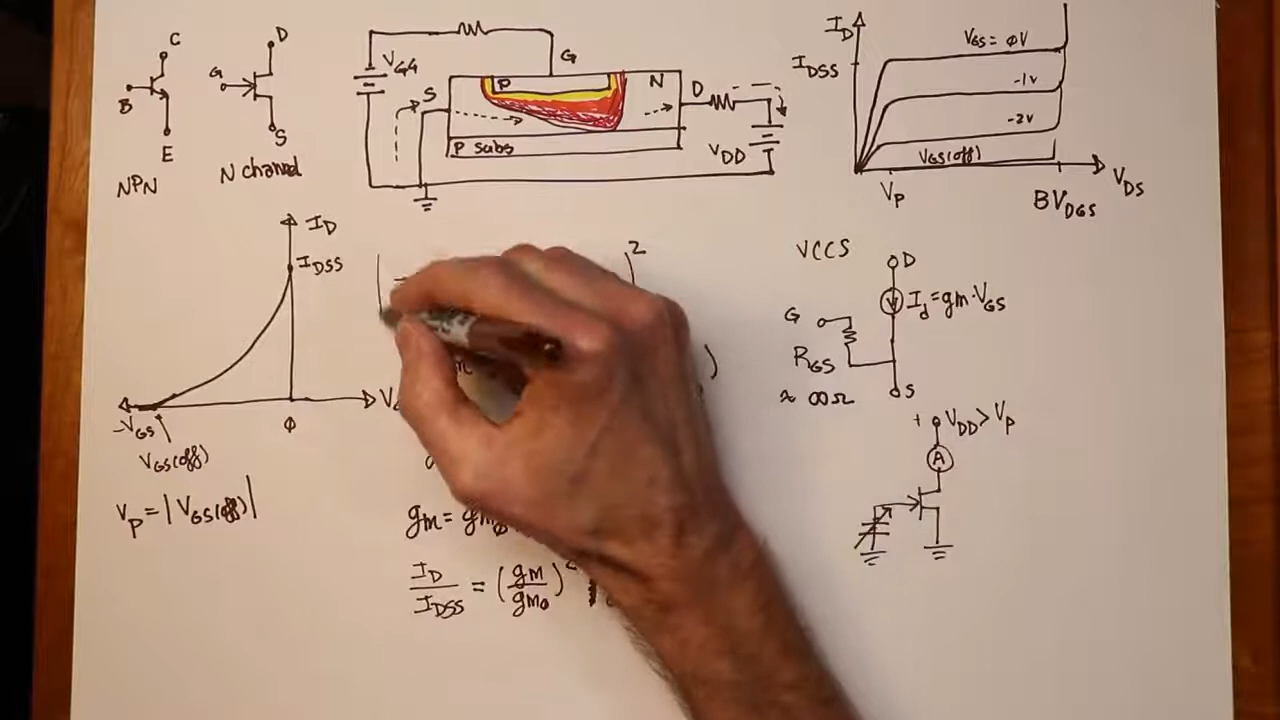 C
B
E
NPN
D
G
S
N channel
VGG
G
S
P
N
D
P subs
VDD
ID
IDSS
VGS = ØV
-1V
-2V
VGS(off)
VP
BVDGS
VDS
ID
IDSS
-VGS
VGS(off)
Ø
VP = |VGS(off)|
2
)
gm =
ID/IDSS = (gm/gmo)
VCCS
D
Id = gm·VGS
G
RGS
≈ ∞Ω
S
+ VDD > VP
A